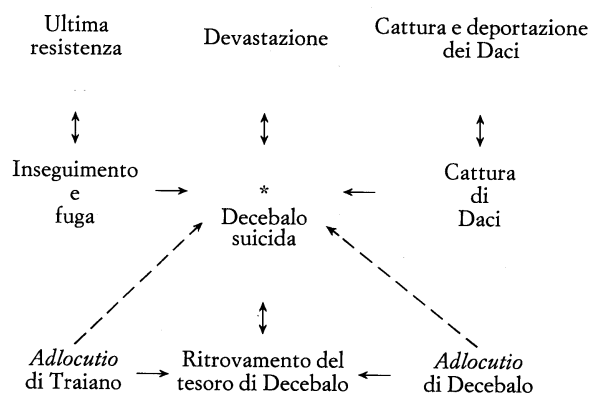 Ultima
resistenza
Devastazione
Cattura e deportazione
dei Daci
Inseguimento
e
fuga
*
Decebalo
suicida
Cattura
di
Daci
Adlocutio
di Traiano
Ritrovamento del
tesoro di Decebalo
Adlocutio
di Decebalo